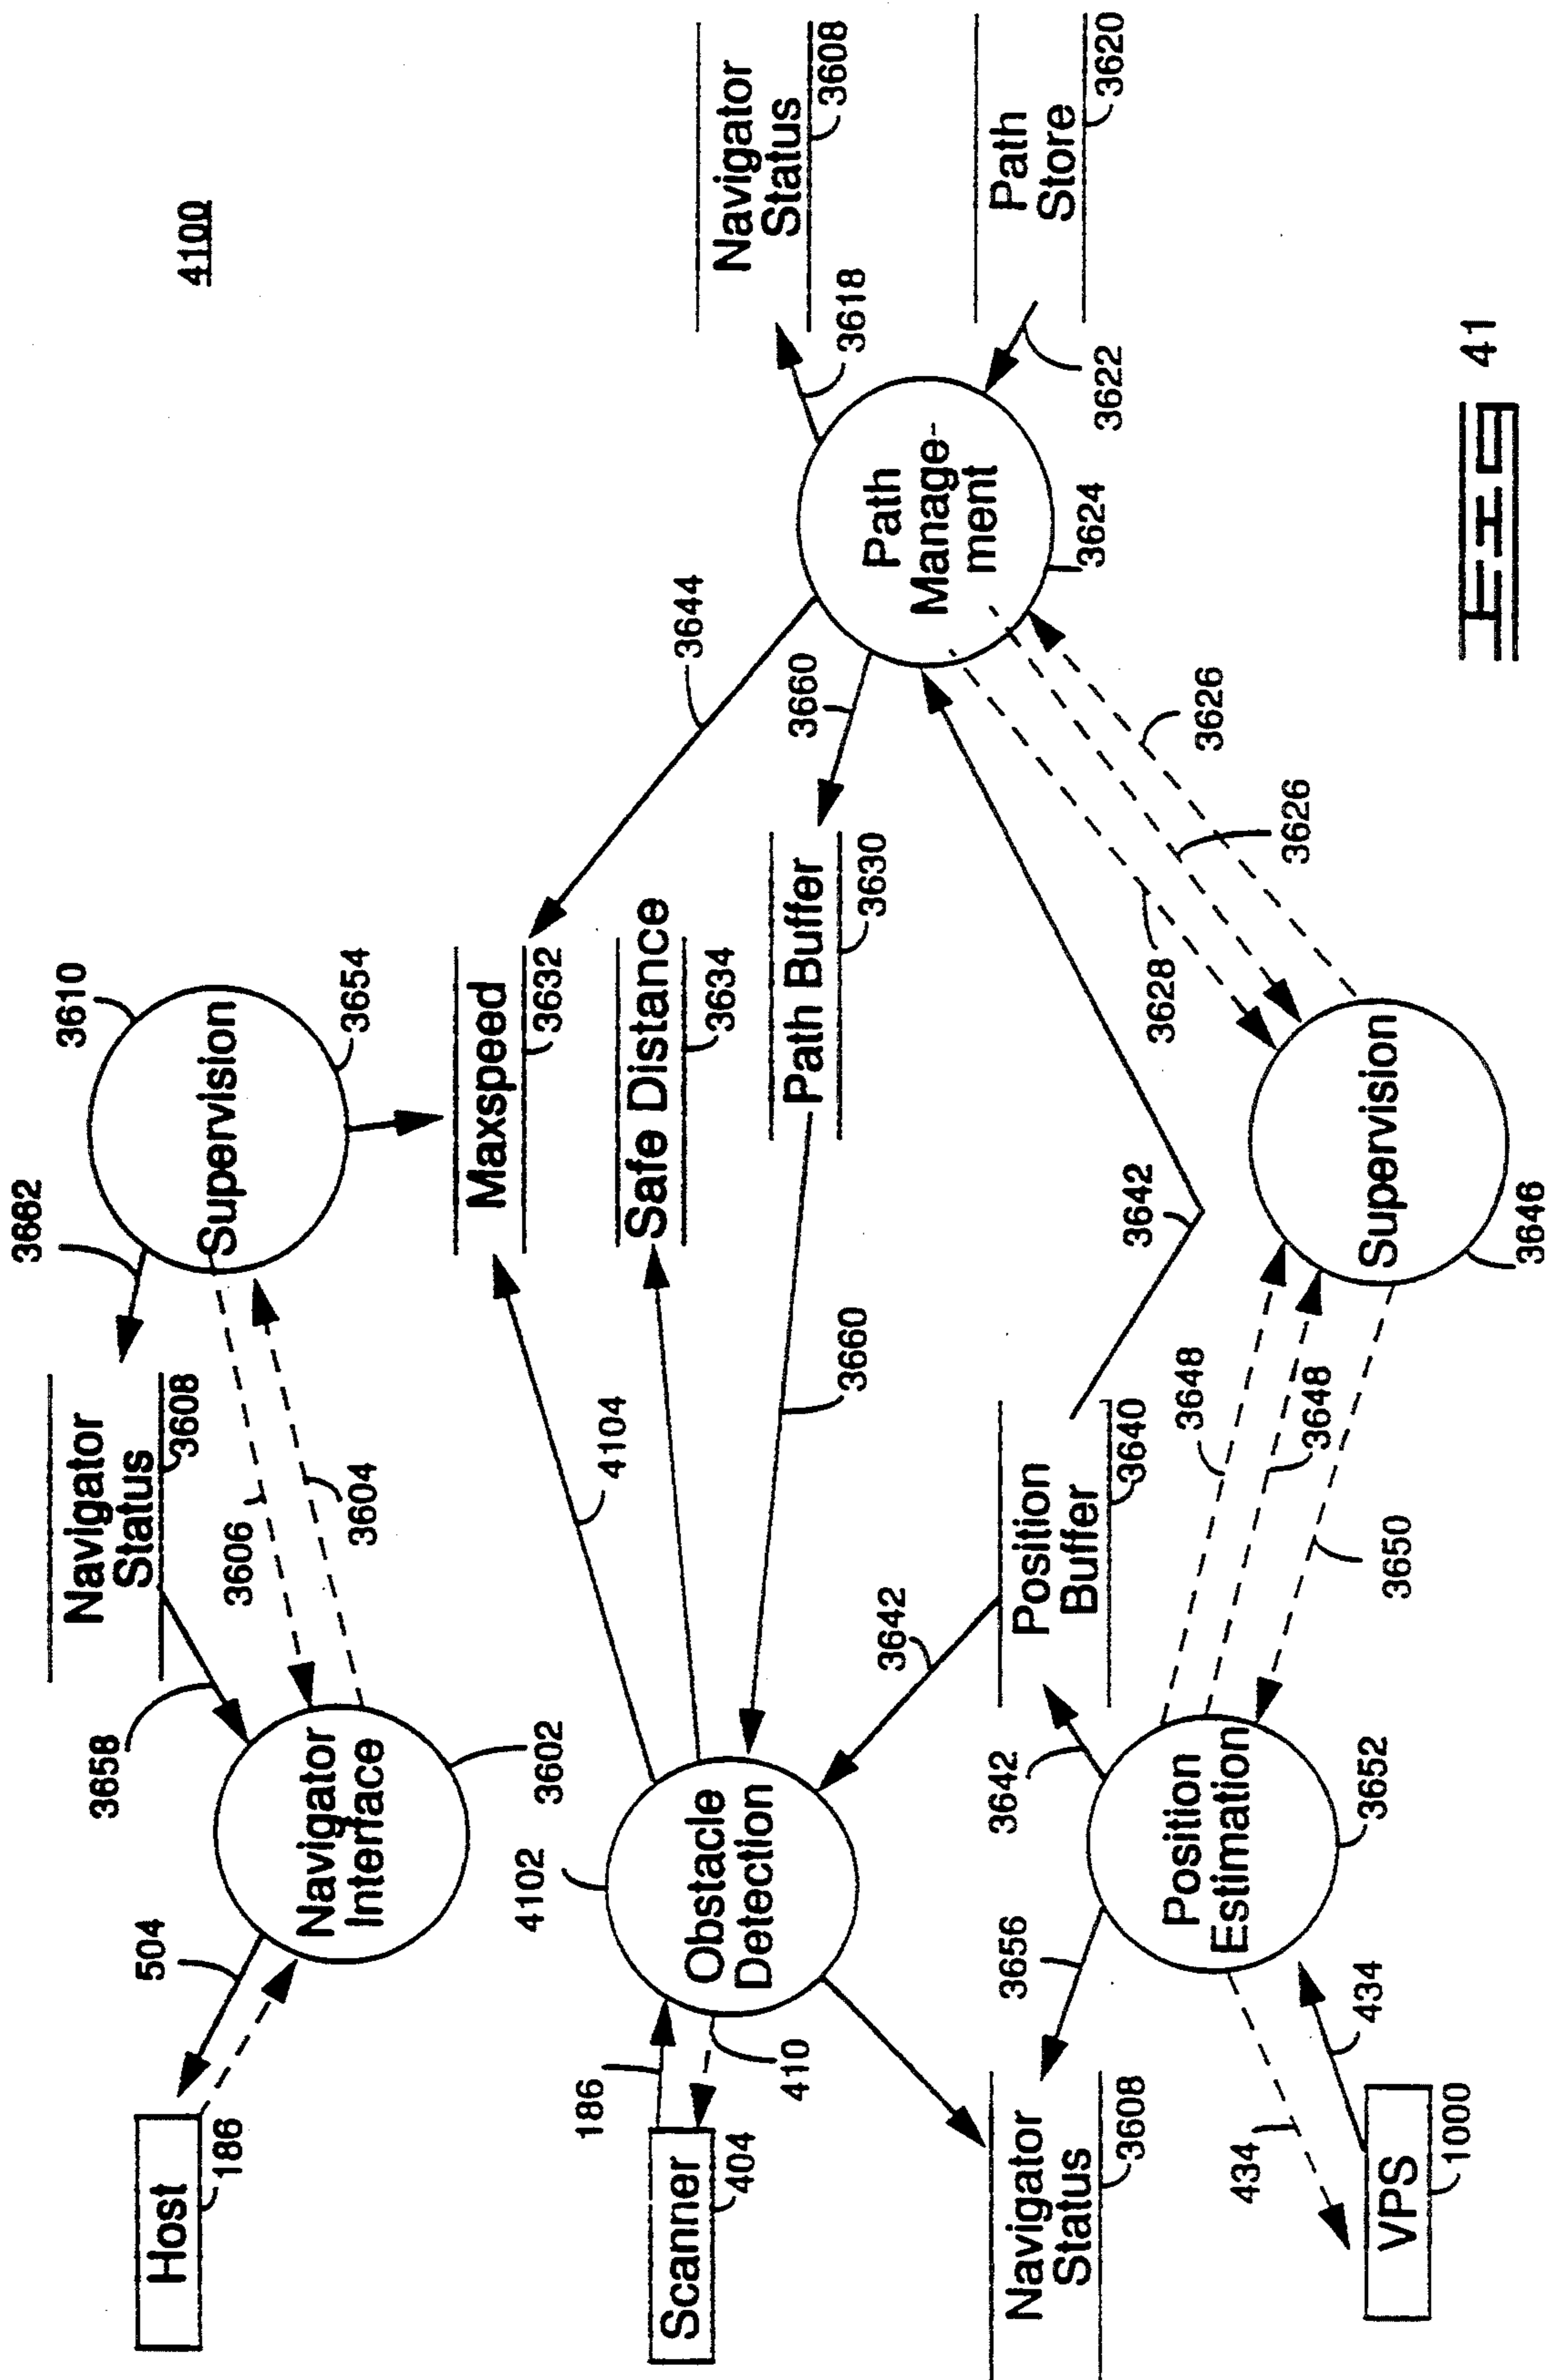 4100
Host
186
504
Navigator
Interface
3602
3658
Navigator
Status
3608
3606
3604
3662
Supervision
3610
3654
Scanner
404
186
410
4102
Obstacle
Detection
4104
Maxspeed
3632
Safe Distance
3634
Path Buffer
3630
3660
3660
3644
Navigator
Status
3608
3618
Path
Store
3620
3622
Path
Manage-
ment
3624
Navigator
Status
3608
3656
3642
3642
Position
Buffer
3640
3642
VPS
1000
434
434
Position
Estimation
3652
3648
3648
3650
Supervision
3646
3628
3626
3626
FIG 41